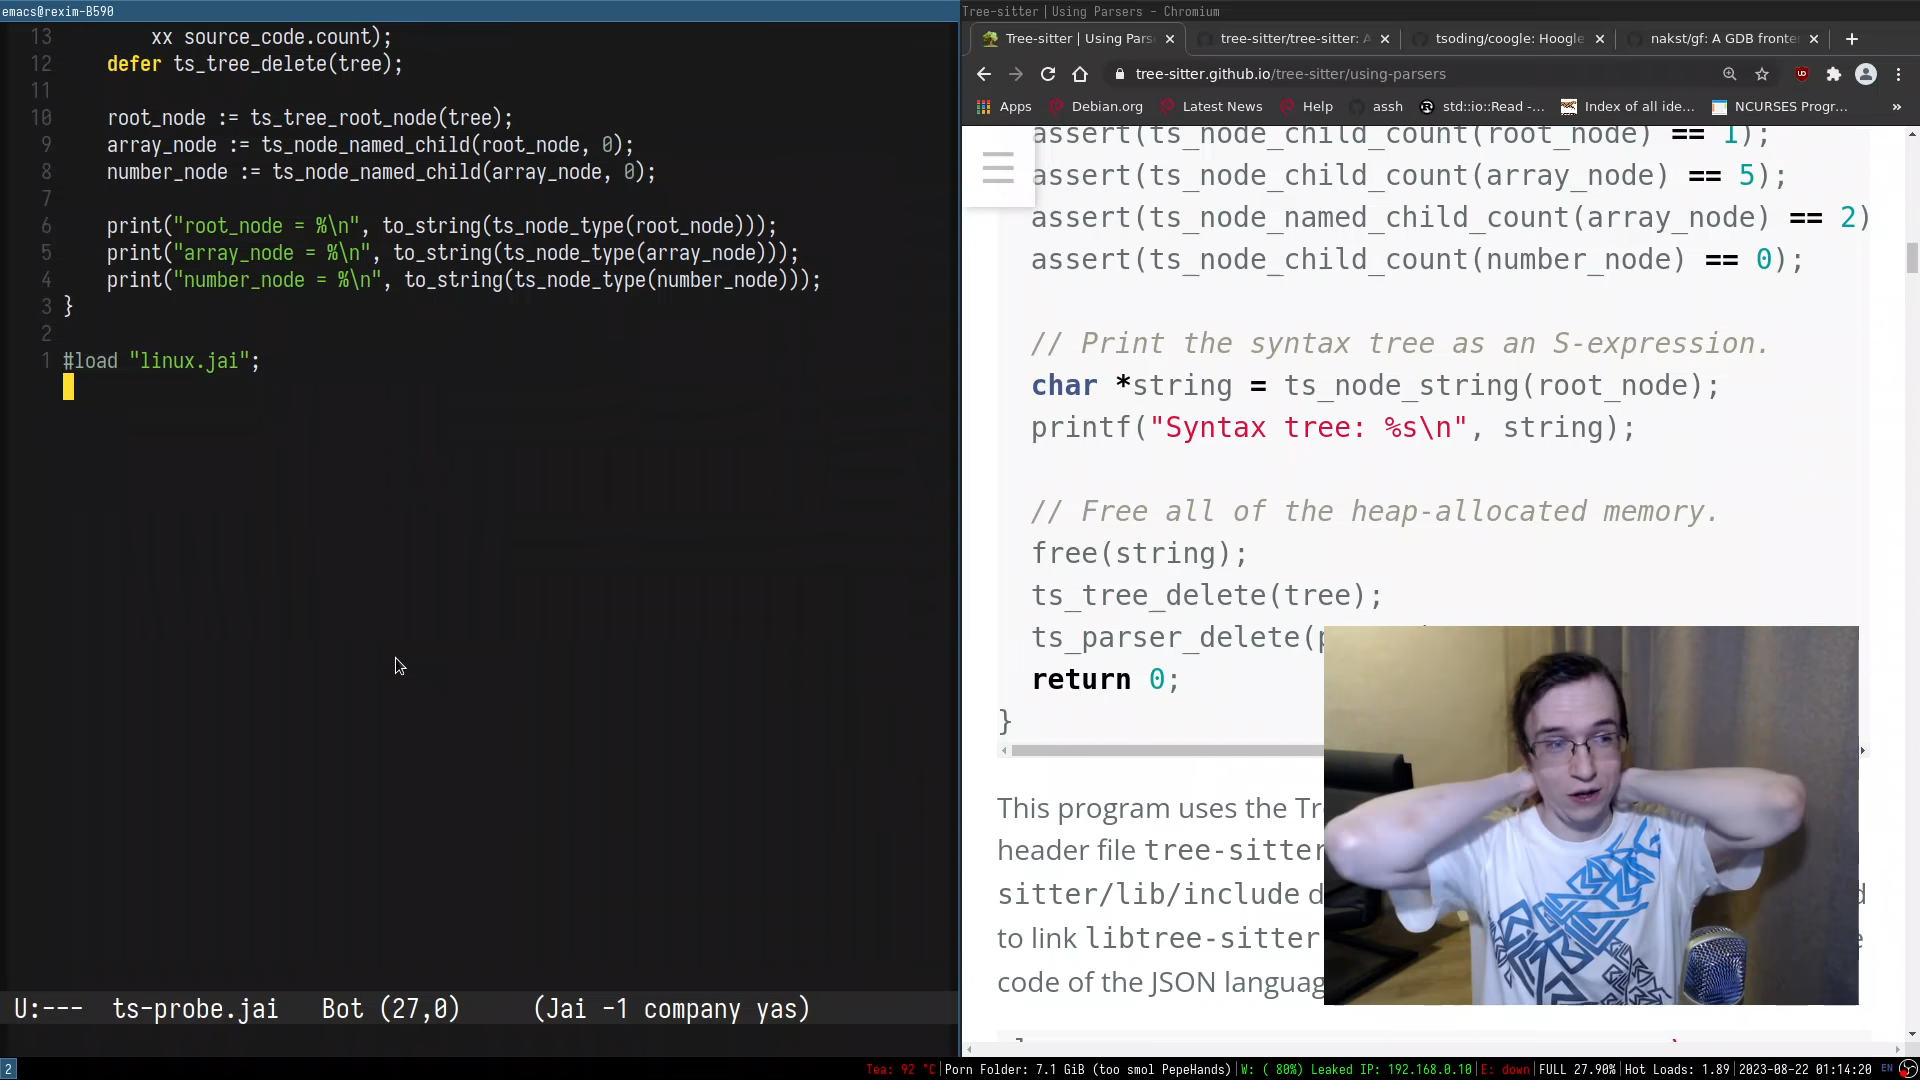 emacs@rexim-B590
13 xx source_code.count);
12 defer ts_tree_delete(tree);
11
10 root_node := ts_tree_root_node(tree);
9 array_node := ts_node_named_child(root_node, 0);
8 number_node := ts_node_named_child(array_node, 0);
7
6 print("root_node = %\n", to_string(ts_node_type(root_node)));
5 print("array_node = %\n", to_string(ts_node_type(array_node)));
4 print("number_node = %\n", to_string(ts_node_type(number_node)));
3 }
2
1 #load "linux.jai";
U:--- ts-probe.jai Bot (27,0) (Jai -1 company yas)
Tree-sitter | Using Parsers - Chromium
Tree-sitter | Using Pars
tree-sitter/tree-sitter: A
tsoding/coogle: Hoogle
nakst/gf: A GDB fronte
tree-sitter.github.io/tree-sitter/using-parsers
Apps Debian.org Latest News Help assh std::io::Read -... Index of all ide... NCURSES Progr... »
assert(ts_node_child_count(root_node) == 1);
assert(ts_node_child_count(array_node) == 5);
assert(ts_node_named_child_count(array_node) == 2)
assert(ts_node_child_count(number_node) == 0);
// Print the syntax tree as an S-expression.
char *string = ts_node_string(root_node);
printf("Syntax tree: %s\n", string);
// Free all of the heap-allocated memory.
free(string);
ts_tree_delete(tree);
ts_parser_delete(
return 0;
}
This program uses the Tr
header file tree-sitter
sitter/lib/include d
to link libtree-sitter
code of the JSON languag
2
Tea: 92 °C|Porn Folder: 7.1 GiB (too smol PepeHands)|W: ( 80%) Leaked IP: 192.168.0.10|E: down|FULL 27.90%|Hot Loads: 1.89|2023-08-22 01:14:20 EN